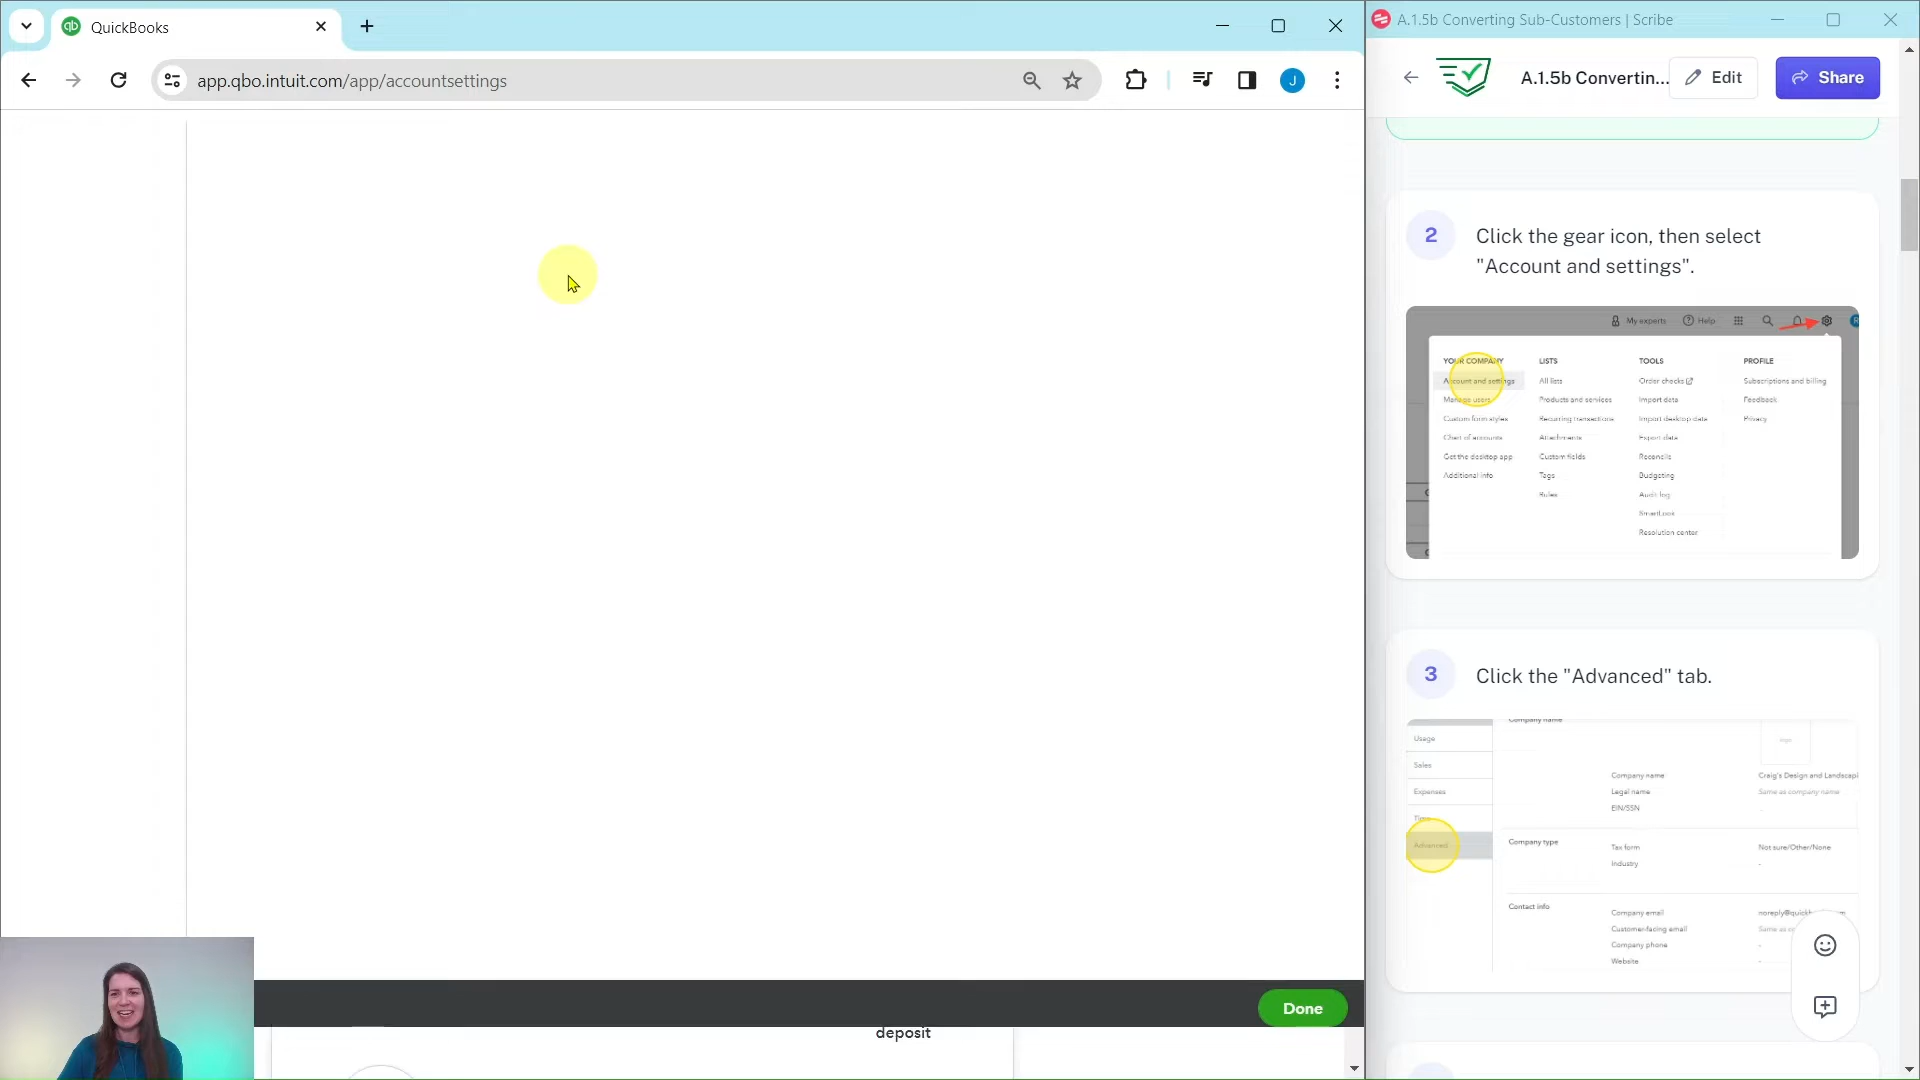 QuickBooks
app.qbo.intuit.com/app/accountsettings
J
Done
deposit
A.1.5b Converting Sub-Customers | Scribe
A.1.5b Convertin...
Edit
Share
2
Click the gear icon, then select
"Account and settings".
My experts
Help
YOUR COMPANY
LISTS
TOOLS
PROFILE
Account and settings
All lists
Order checks
Subscriptions and billing
Manage users
Products and services
Import data
Feedback
Custom form styles
Recurring transactions
Import desktop data
Privacy
Chart of accounts
Attachments
Export data
Get the desktop app
Custom fields
Reconcile
Additional info
Tags
Budgeting
Rules
Audit log
SmartLook
Resolution center
3
Click the "Advanced" tab.
Company name
Usage
Sales
Company name
Craig's Design and Landscapi
Expenses
Legal name
Same as company name
EIN/SSN
Time
Advanced
Company type
Tax form
Not sure/Other/None
Industry
-
Contact info
Company email
Customer-facing email
Company phone
Website